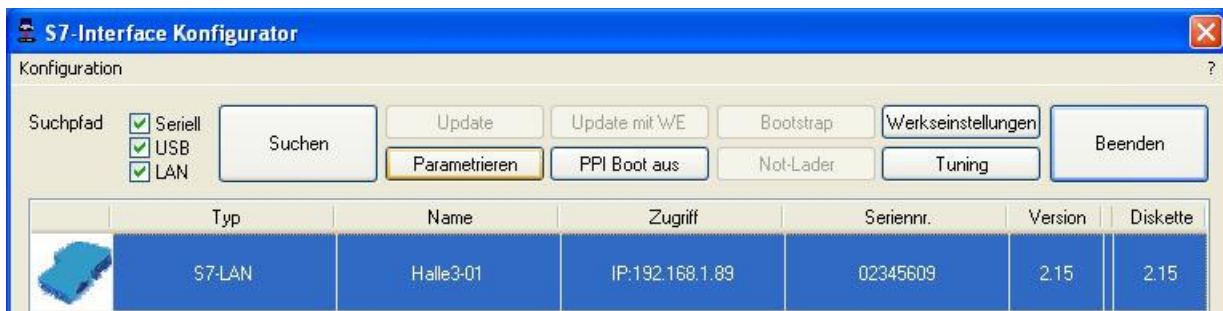 S7-Interface Konfigurator
Konfiguration ?
Suchpfad Seriell USB LAN
Suchen
Update Update mit WE Bootstrap Werkseinstellungen
Parametrieren PPI Boot aus Not-Lader Tuning
Beenden
Typ Name Zugriff Seriennr. Version Diskette
S7-LAN Halle3-01 IP:192.168.1.89 02345609 2.15 2.15